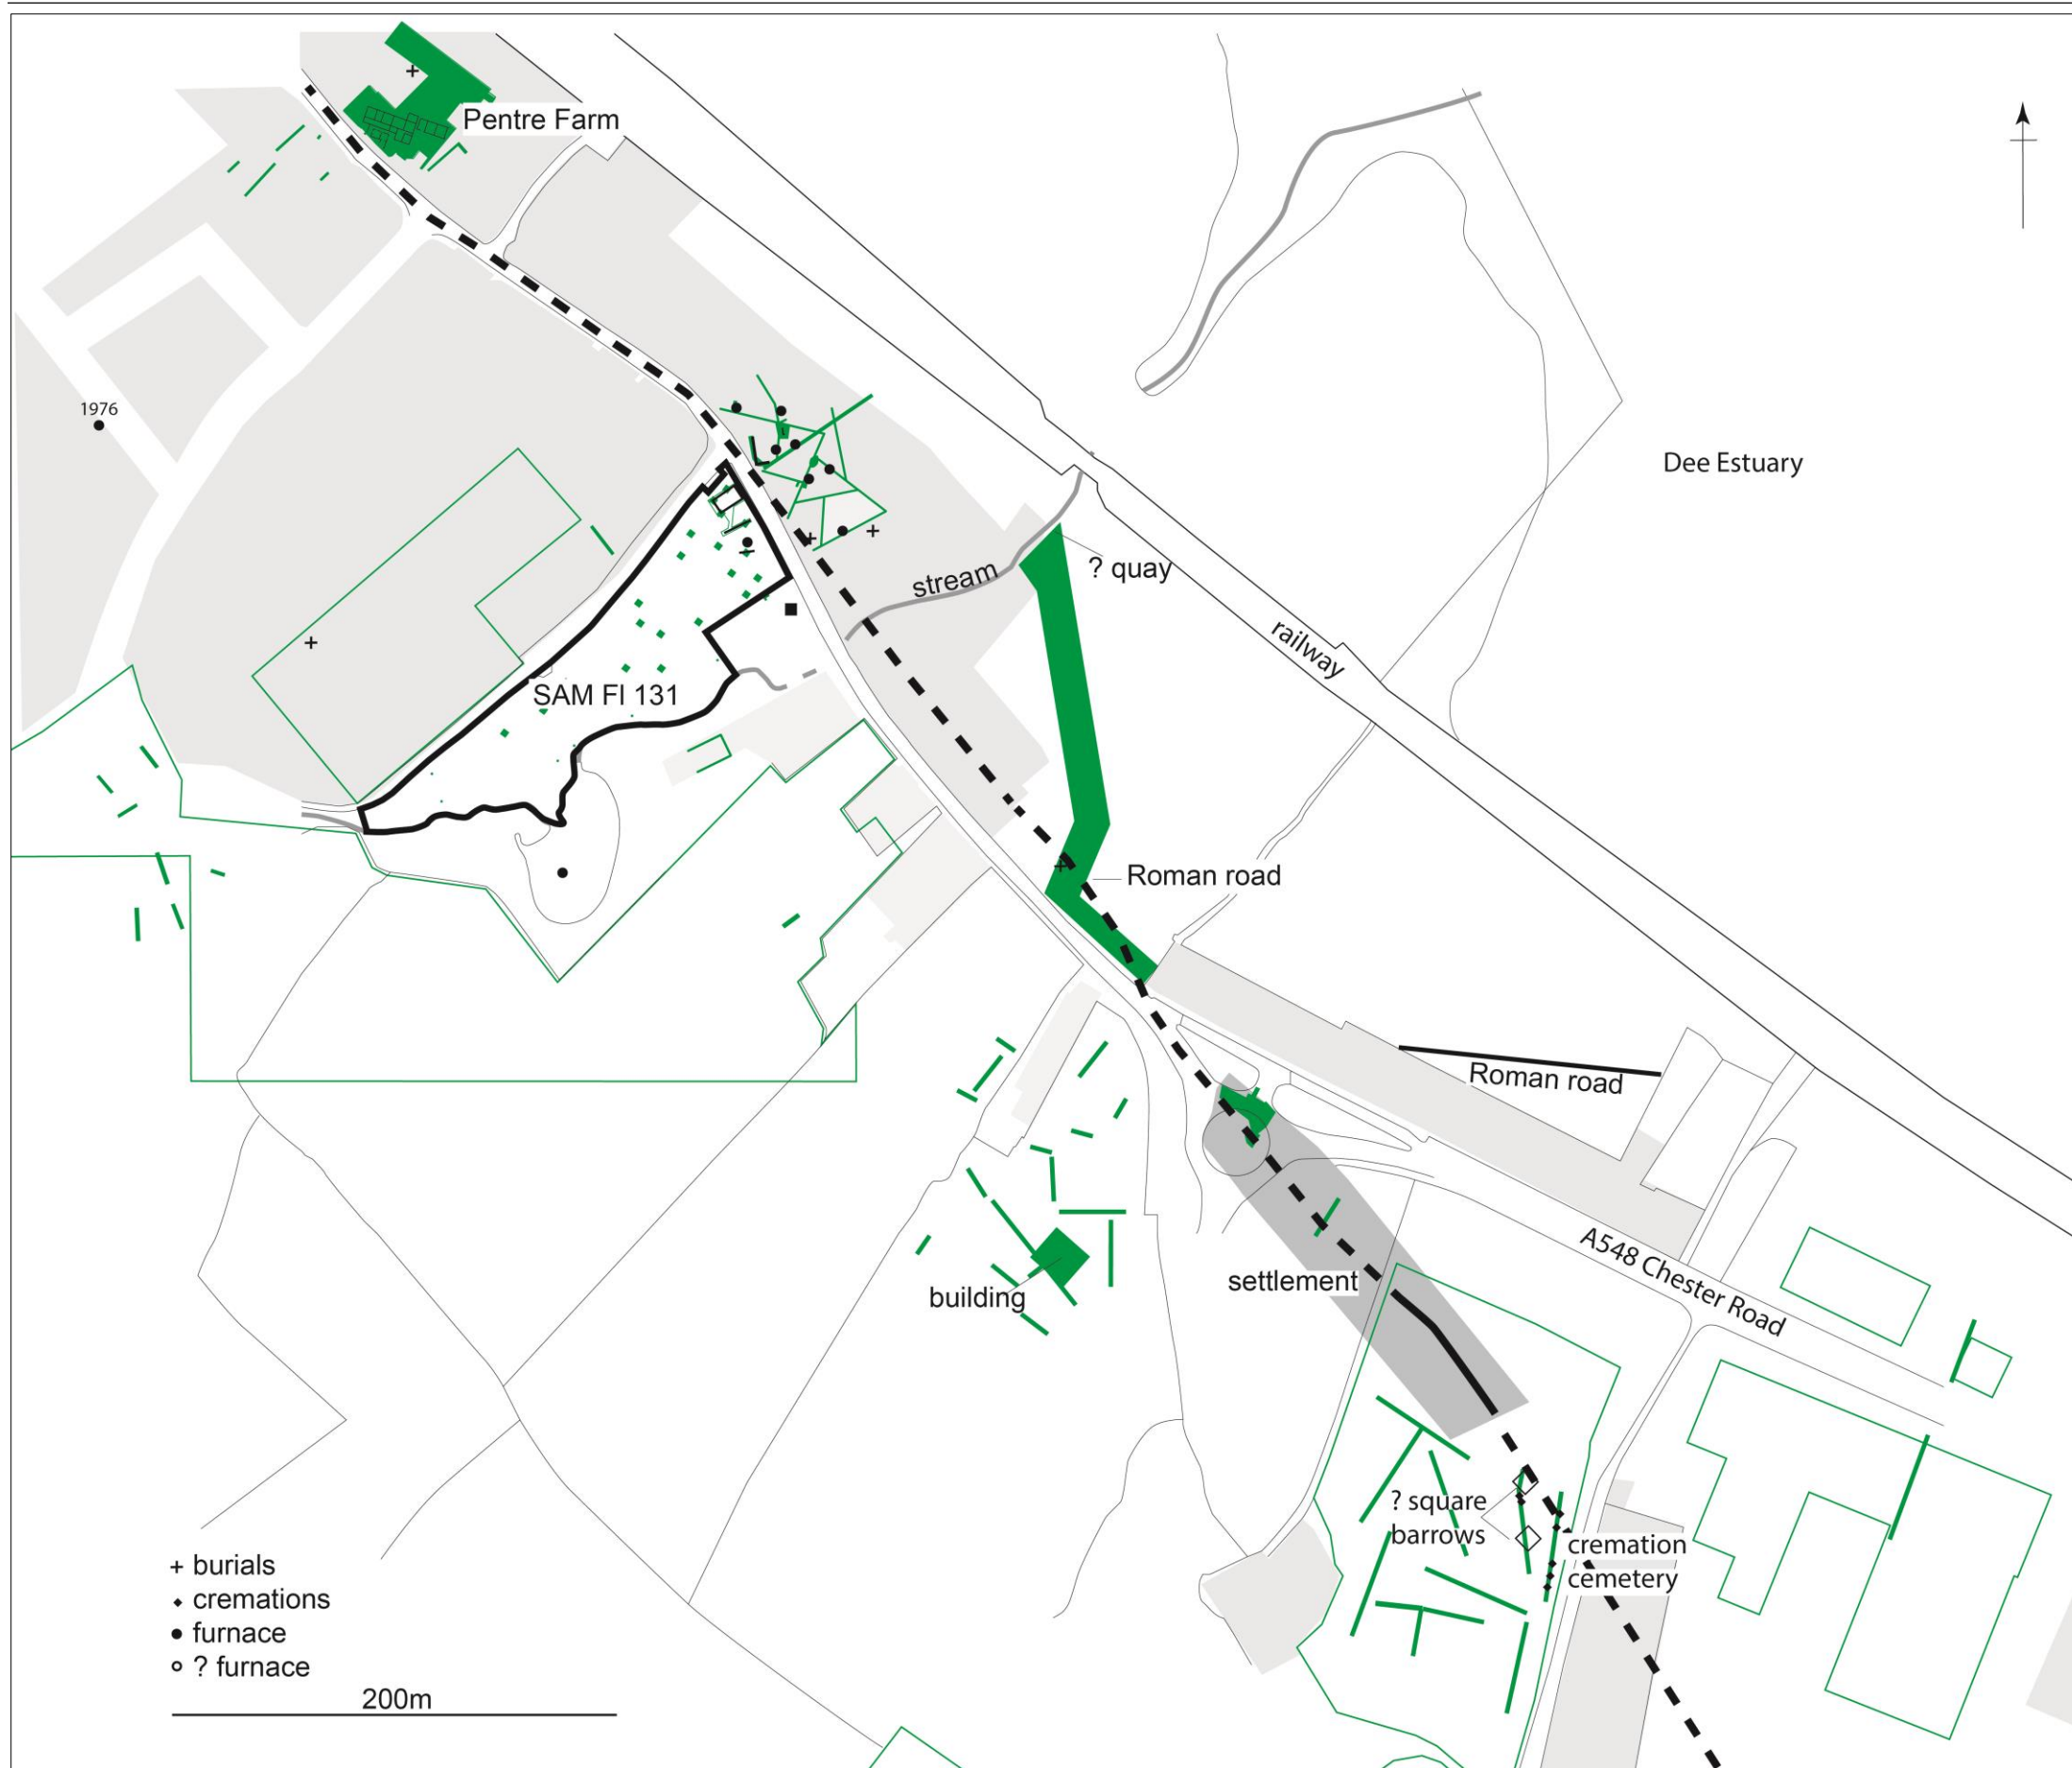 Pentre Farm
1976
Dee Estuary
? quay
stream
railway
SAM Fl 131
Roman road
Roman road
settlement
A548 Chester Road
building
? square
barrows
cremation
cemetery
burials
cremations
furnace
? furnace
200m